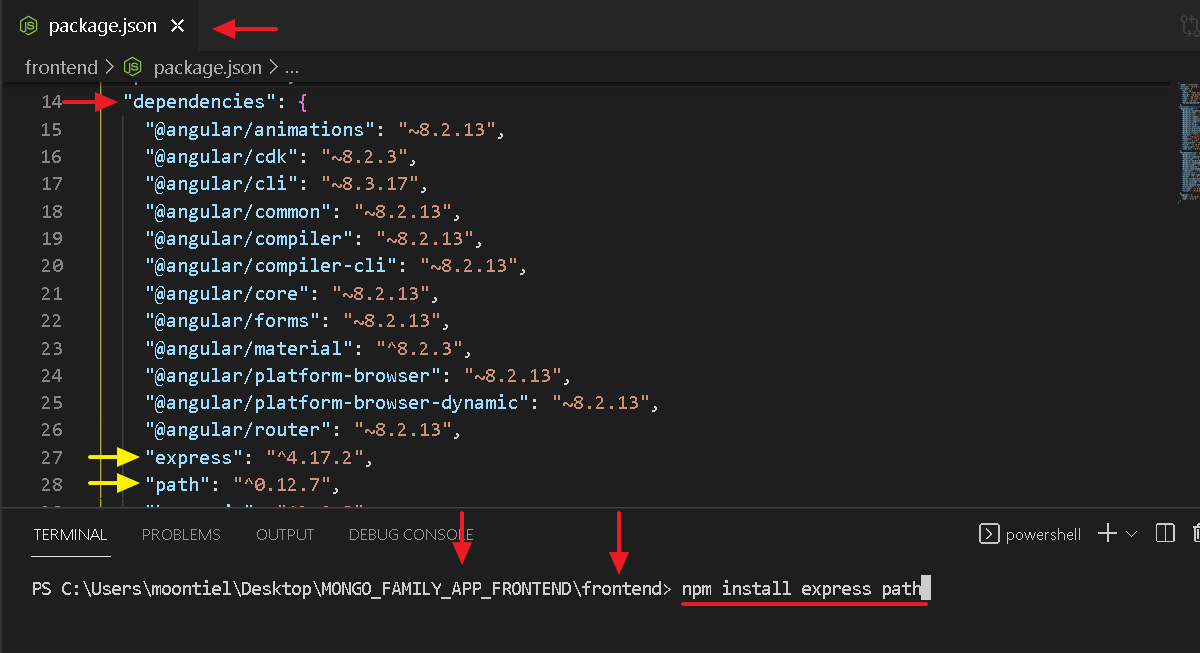 package.json
frontend > package.json > ...
14 "dependencies": {
15 "@angular/animations": "~8.2.13",
16 "@angular/cdk": "~8.2.3",
17 "@angular/cli": "~8.3.17",
18 "@angular/common": "~8.2.13",
19 "@angular/compiler": "~8.2.13",
20 "@angular/compiler-cli": "~8.2.13",
21 "@angular/core": "~8.2.13",
22 "@angular/forms": "~8.2.13",
23 "@angular/material": "^8.2.3",
24 "@angular/platform-browser": "~8.2.13",
25 "@angular/platform-browser-dynamic": "~8.2.13",
26 "@angular/router": "~8.2.13",
27 "express": "^4.17.2",
28 "path": "^0.12.7",
TERMINAL PROBLEMS OUTPUT DEBUG CONSOLE powershell
PS C:\Users\moontiel\Desktop\MONGO_FAMILY_APP_FRONTEND\frontend> npm install express path